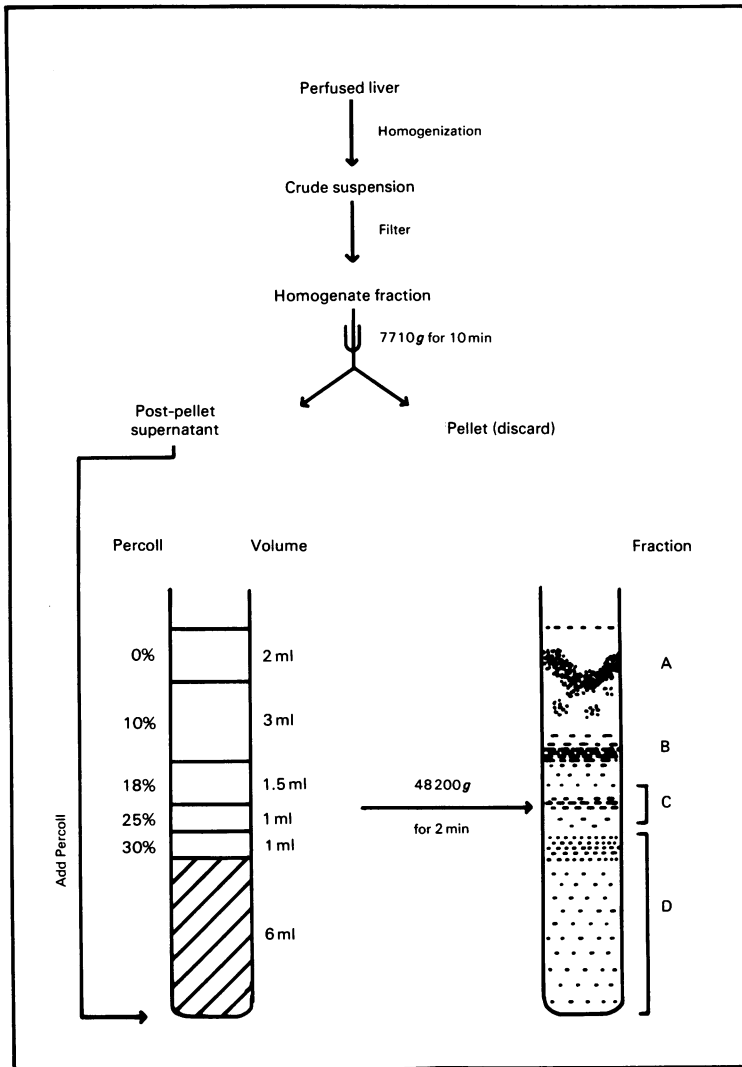 Perfused liver
Homogenization
Crude suspension
Filter
Homogenate fraction
7710g for 10 min
Post-pellet
supernatant
Pellet (discard)
Percoll
Volume
Fraction
0%
2 ml
A
10%
3 ml
B
18%
1.5 ml
48200g
C
25%
1 ml
for 2 min
30%
1 ml
Add Percoll
6 ml
D